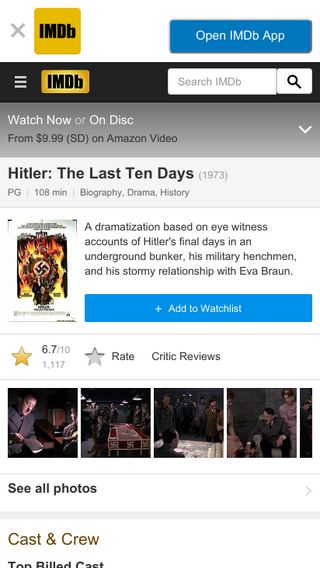 IMDb
Open IMDb App
IMDb
Search IMDb
Watch Now or On Disc
From $9.99 (SD) on Amazon Video
Hitler: The Last Ten Days (1973)
PG | 108 min | Biography, Drama, History
A dramatization based on eye witness
accounts of Hitler's final days in an
underground bunker, his military henchmen,
and his stormy relationship with Eva Braun.
+ Add to Watchlist
6.7/10
1,117
Rate
Critic Reviews
See all photos
Cast & Crew
Top Billed Cast